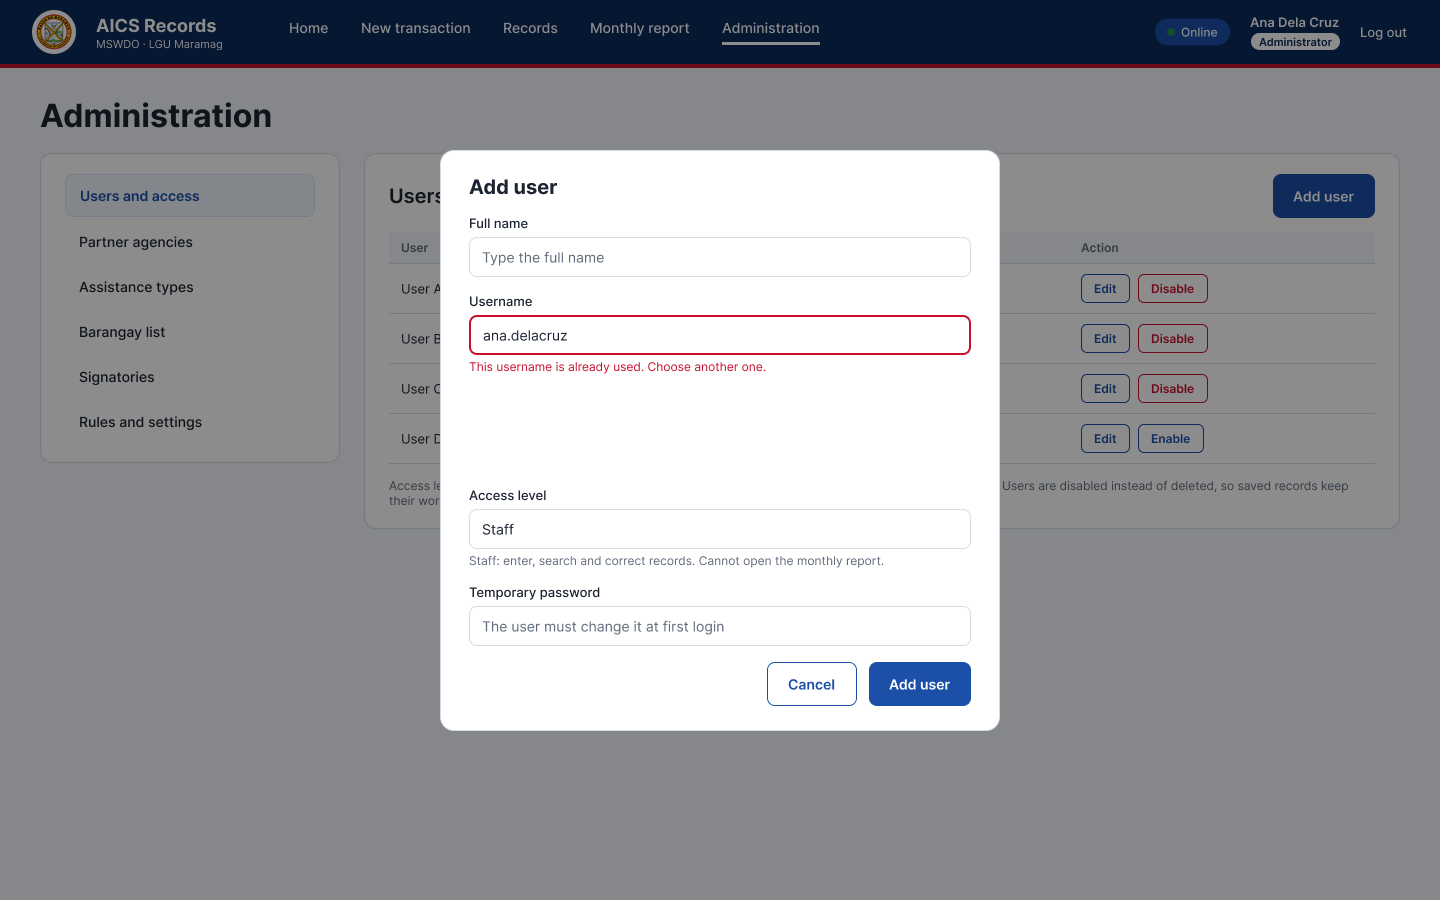 AICS Records
MSWDO · LGU Maramag
Home
New transaction
Records
Monthly report
Administration
Online
Ana Dela Cruz
Administrator
Log out
Administration
Users and access
Partner agencies
Assistance types
Barangay list
Signatories
Rules and settings
Users
Add user
User
Action
User A
Edit
Disable
User B
Edit
Disable
User C
Edit
Disable
User D
Edit
Enable
Access le
Users are disabled instead of deleted, so saved records keep
their wor
Add user
Full name
Type the full name
Username
ana.delacruz
This username is already used. Choose another one.
Access level
Staff
Staff: enter, search and correct records. Cannot open the monthly report.
Temporary password
The user must change it at first login
Cancel
Add user